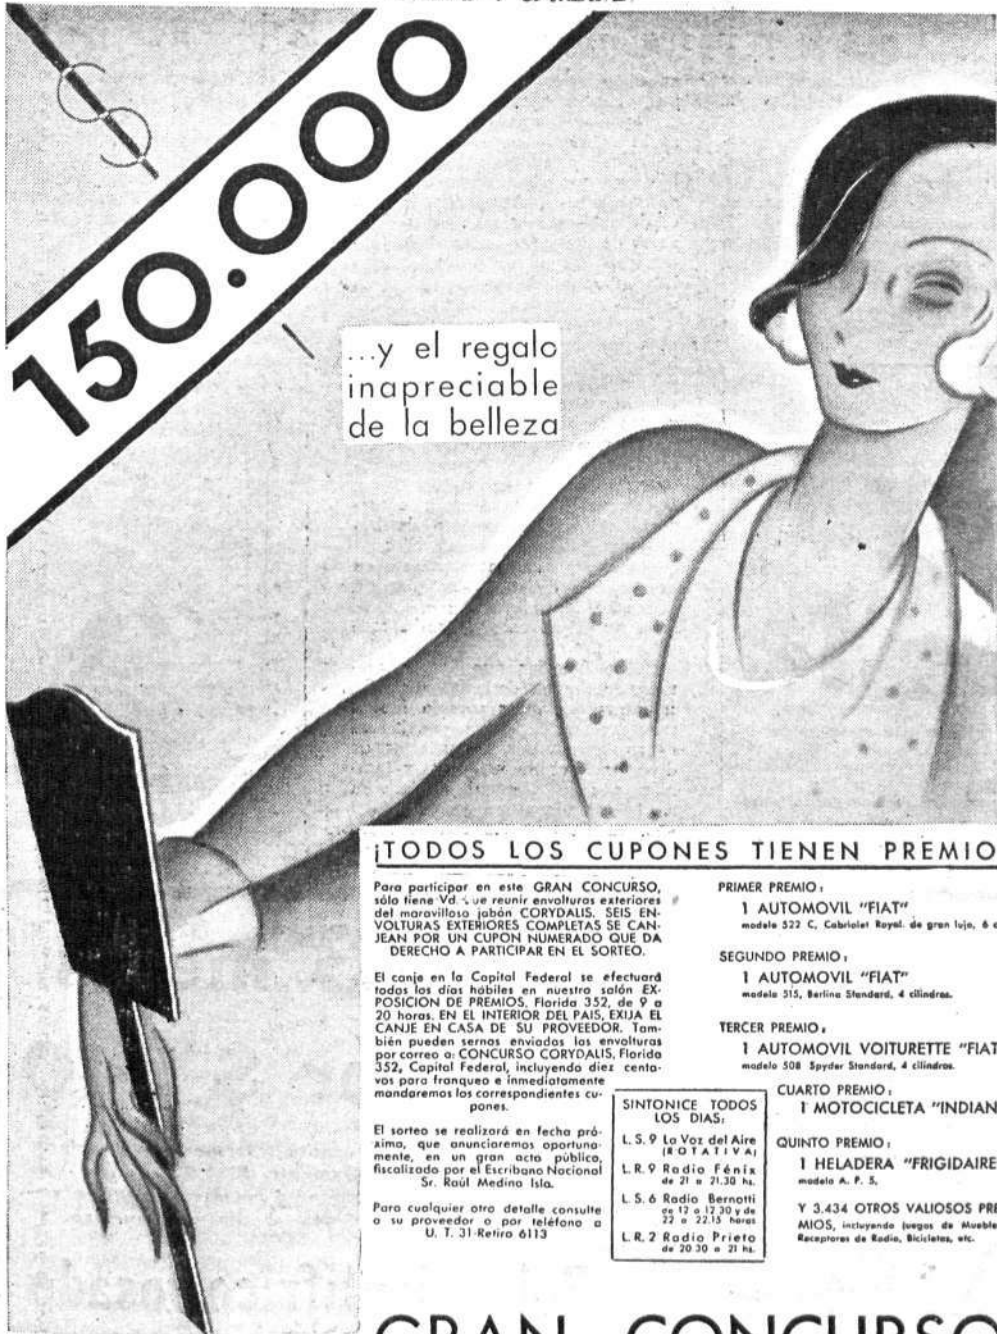 $
150.000
...y el regalo
inapreciable
de la belleza
¡TODOS LOS CUPONES TIENEN PREMIO
Para participar en este GRAN CONCURSO,
sólo tiene Vd. ue reunir envolturas exteriores
del maravilloso jabón CORYDALIS. SEIS EN-
VOLTURAS EXTERIORES COMPLETAS SE CAN-
JEAN POR UN CUPON NUMERADO QUE DA
DERECHO A PARTICIPAR EN EL SORTEO.
El canje en la Capital Federal se efectuará
todos los días hábiles en nuestro salón EX-
POSICION DE PREMIOS, Florida 352, de 9 a
20 horas. EN EL INTERIOR DEL PAIS, EXIJA EL
CANJE EN CASA DE SU PROVEEDOR. Tam-
bién pueden sernos enviadas las envolturas
por correo a: CONCURSO CORYDALIS, Florida
352, Capital Federal, incluyendo diez centa-
vos para franqueo e inmediatamente
mandaremos los correspondientes cu-
pones.
El sorteo se realizará en fecha pró-
xima, que anunciaremos oportuna-
mente, en un gran acto público,
fiscalizado por el Escribano Nacional
Sr. Raúl Medina Isla.
Para cualquier otro detalle consulte
a su proveedor o por teléfono a
U. T. 31-Retiro 6113
SINTONICE TODOS
LOS DIAS:
L. S. 9 La Voz del Aire
(ROTATIVA)
L. R. 9 Radio Fénix
de 21 a 21.30 hs.
L. S. 6 Radio Bernotti
de 12 a 12.30 y de
22 a 22.15 horas
L. R. 2 Radio Prieto
de 20.30 a 21 hs.
PRIMER PREMIO:
1 AUTOMOVIL "FIAT"
modelo 522 C, Cabriolet Royal. de gran lujo, 6 c
SEGUNDO PREMIO:
1 AUTOMOVIL "FIAT"
modelo 515, Berlina Standard, 4 cilindros.
TERCER PREMIO:
1 AUTOMOVIL VOITURETTE "FIAT
modelo 508 Spyder Standard, 4 cilindros.
CUARTO PREMIO:
1 MOTOCICLETA "INDIAN
QUINTO PREMIO:
1 HELADERA "FRIGIDAIRE
modelo A. P. 5,
Y 3.434 OTROS VALIOSOS PRE
MIOS, incluyendo juegos de Mueble
Receptores de Radio, Bicicletas, etc.
GRAN CONCURSO